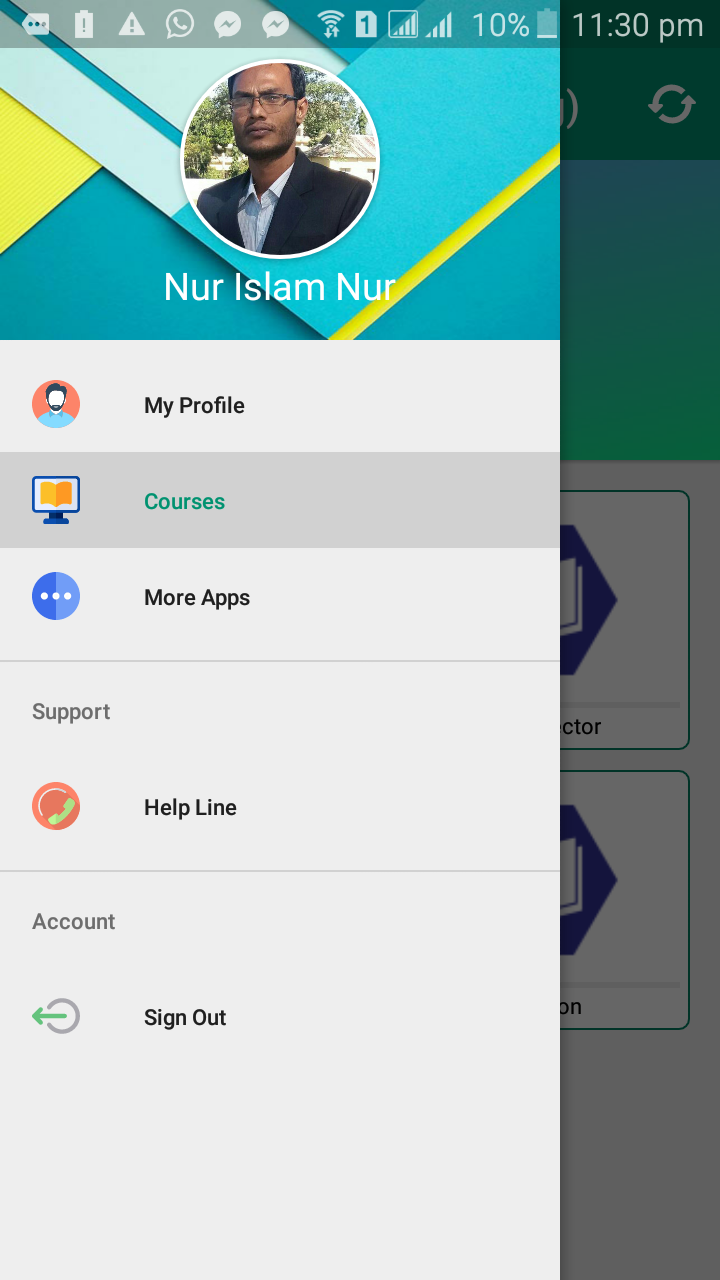 1 10% 11:30 pm
g)
Nur Islam Nur
My Profile
Courses
More Apps
ector
Support
Help Line
Account
on
Sign Out